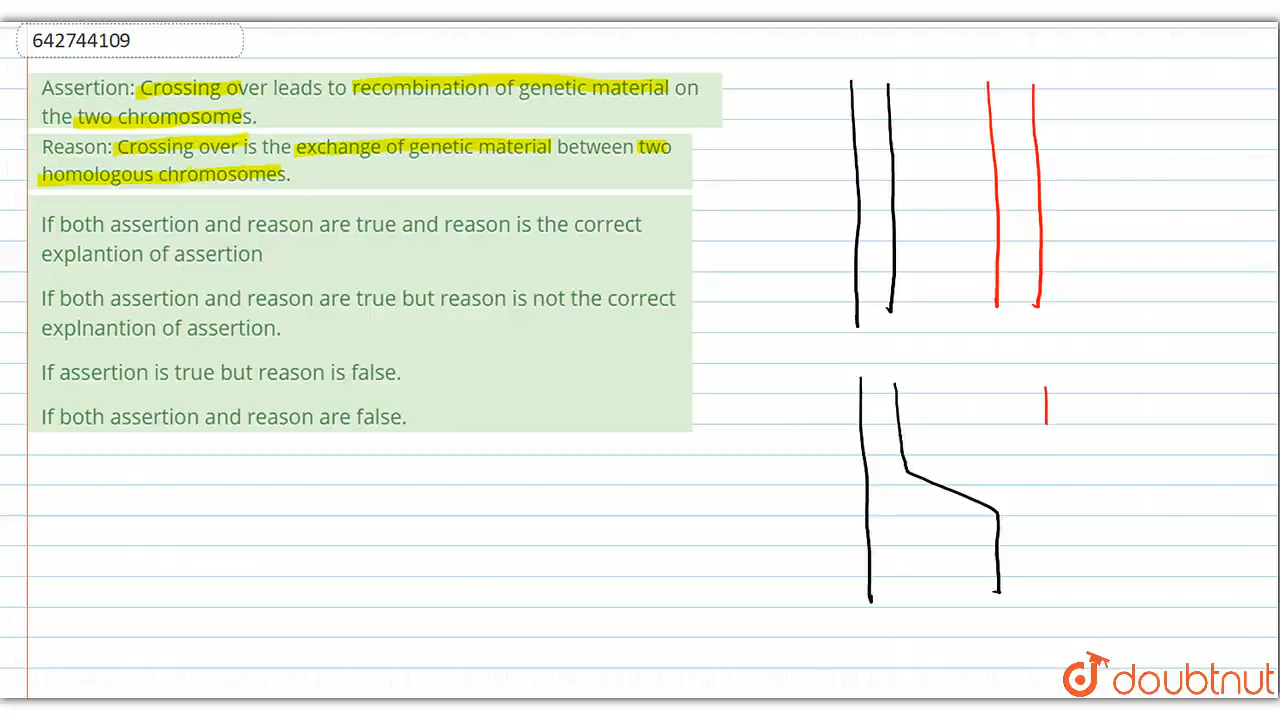 642744109
Assertion: Crossing over leads to recombination of genetic material on
the two chromosomes.
Reason: Crossing over is the exchange of genetic material between two
homologous chromosomes.
If both assertion and reason are true and reason is the correct
explantion of assertion
If both assertion and reason are true but reason is not the correct
explnantion of assertion.
If assertion is true but reason is false.
If both assertion and reason are false.
doubtnut